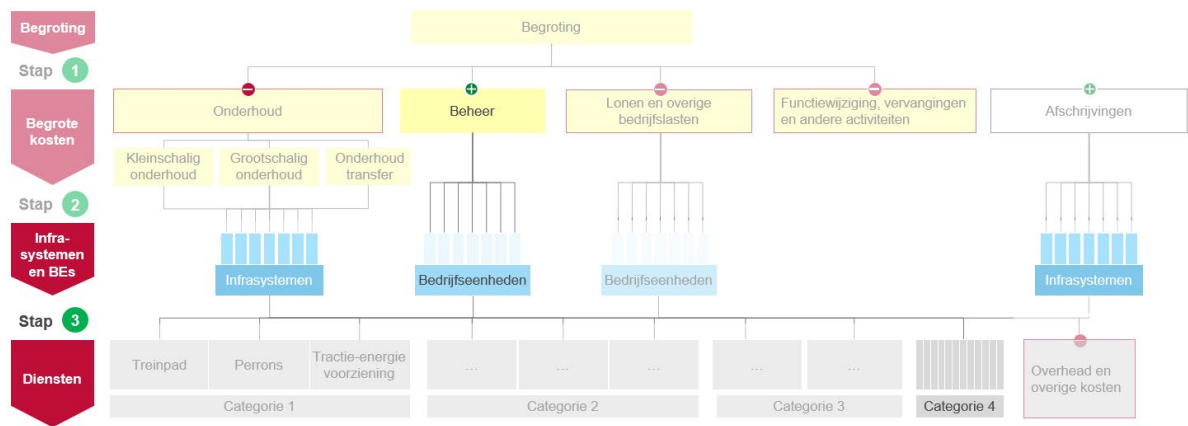 Begroting
Begroting
Stap 1
Begrote
kosten
Onderhoud
Beheer
Lonen en overige
bedrijfslasten
Functiewijziging, vervangingen
en andere activiteiten
Afschrijvingen
Kleinschalig
onderhoud
Grootschalig
onderhoud
Onderhoud
transfer
Stap 2
Infra-
systemen
en BEs
Infrasystemen
Bedrijfseenheden
Bedrijfseenheden
Infrasystemen
Stap 3
Diensten
Treinpad
Perrons
Tractie-energie
voorziening
...
...
...
...
...
Overhead en
overige kosten
Categorie 1
Categorie 2
Categorie 3
Categorie 4